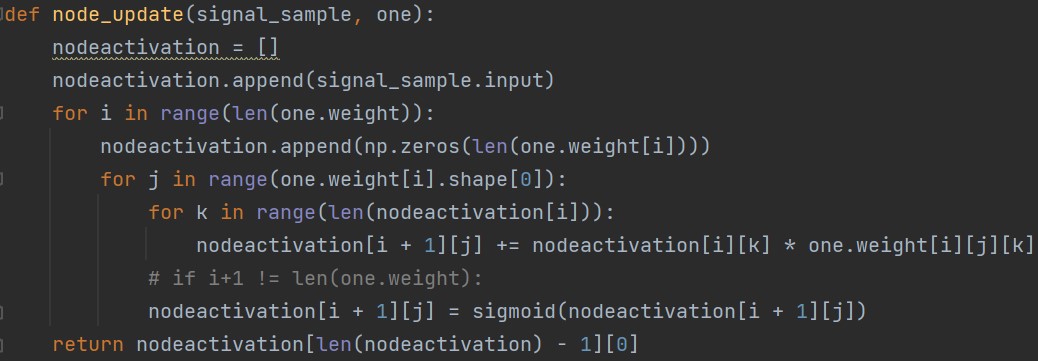 def node_update(signal_sample, one):
    nodeactivation = []
    nodeactivation.append(signal_sample.input)
    for i in range(len(one.weight)):
        nodeactivation.append(np.zeros(len(one.weight[i])))
        for j in range(one.weight[i].shape[0]):
            for k in range(len(nodeactivation[i])):
                nodeactivation[i + 1][j] += nodeactivation[i][k] * one.weight[i][j][k]
            # if i+1 != len(one.weight):
            nodeactivation[i + 1][j] = sigmoid(nodeactivation[i + 1][j])
    return nodeactivation[len(nodeactivation) - 1][0]